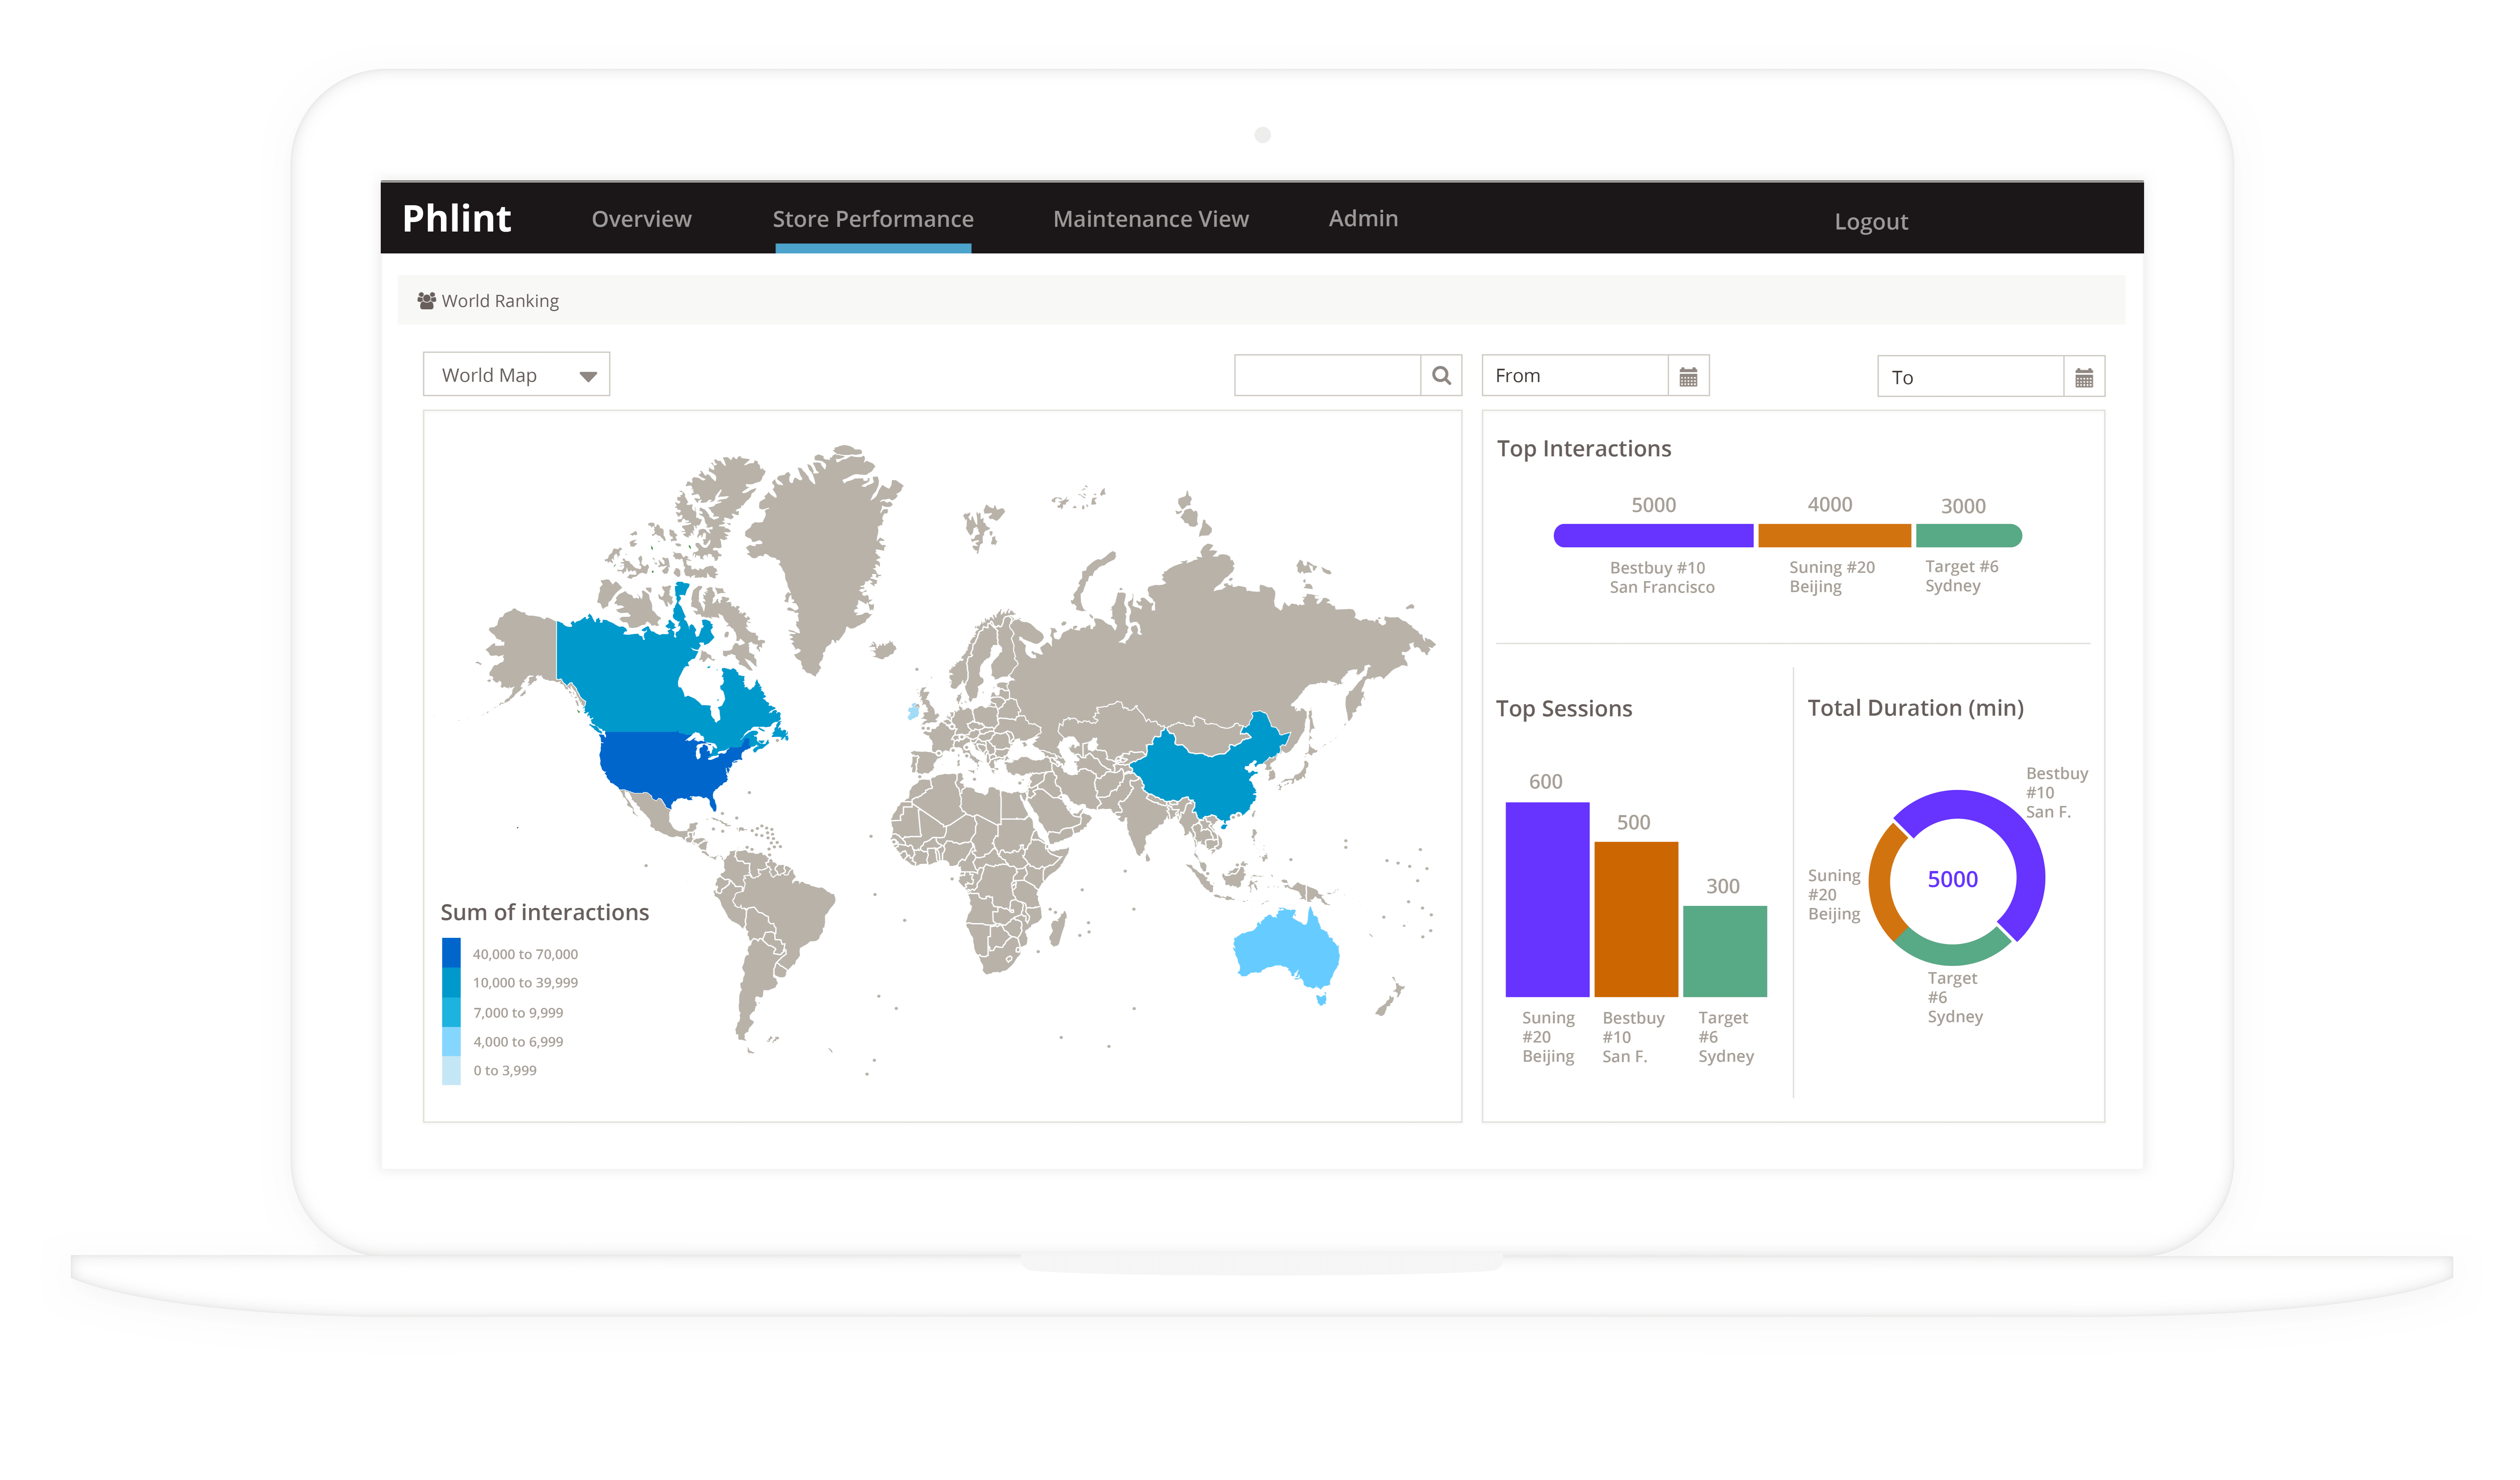 Phlint
Overview
Store Performance
Maintenance View
Admin
Logout
World Ranking
World Map
From
To
Sum of interactions
40,000 to 70,000
10,000 to 39,999
7,000 to 9,999
4,000 to 6,999
0 to 3,999
Top Interactions
5000
4000
3000
Bestbuy #10
San Francisco
Suning #20
Beijing
Target #6
Sydney
Top Sessions
600
500
300
Suning
#20
Beijing
Bestbuy
#10
San F.
Target
#6
Sydney
Total Duration (min)
Bestbuy
#10
San F.
Suning
#20
Beijing
5000
Target
#6
Sydney